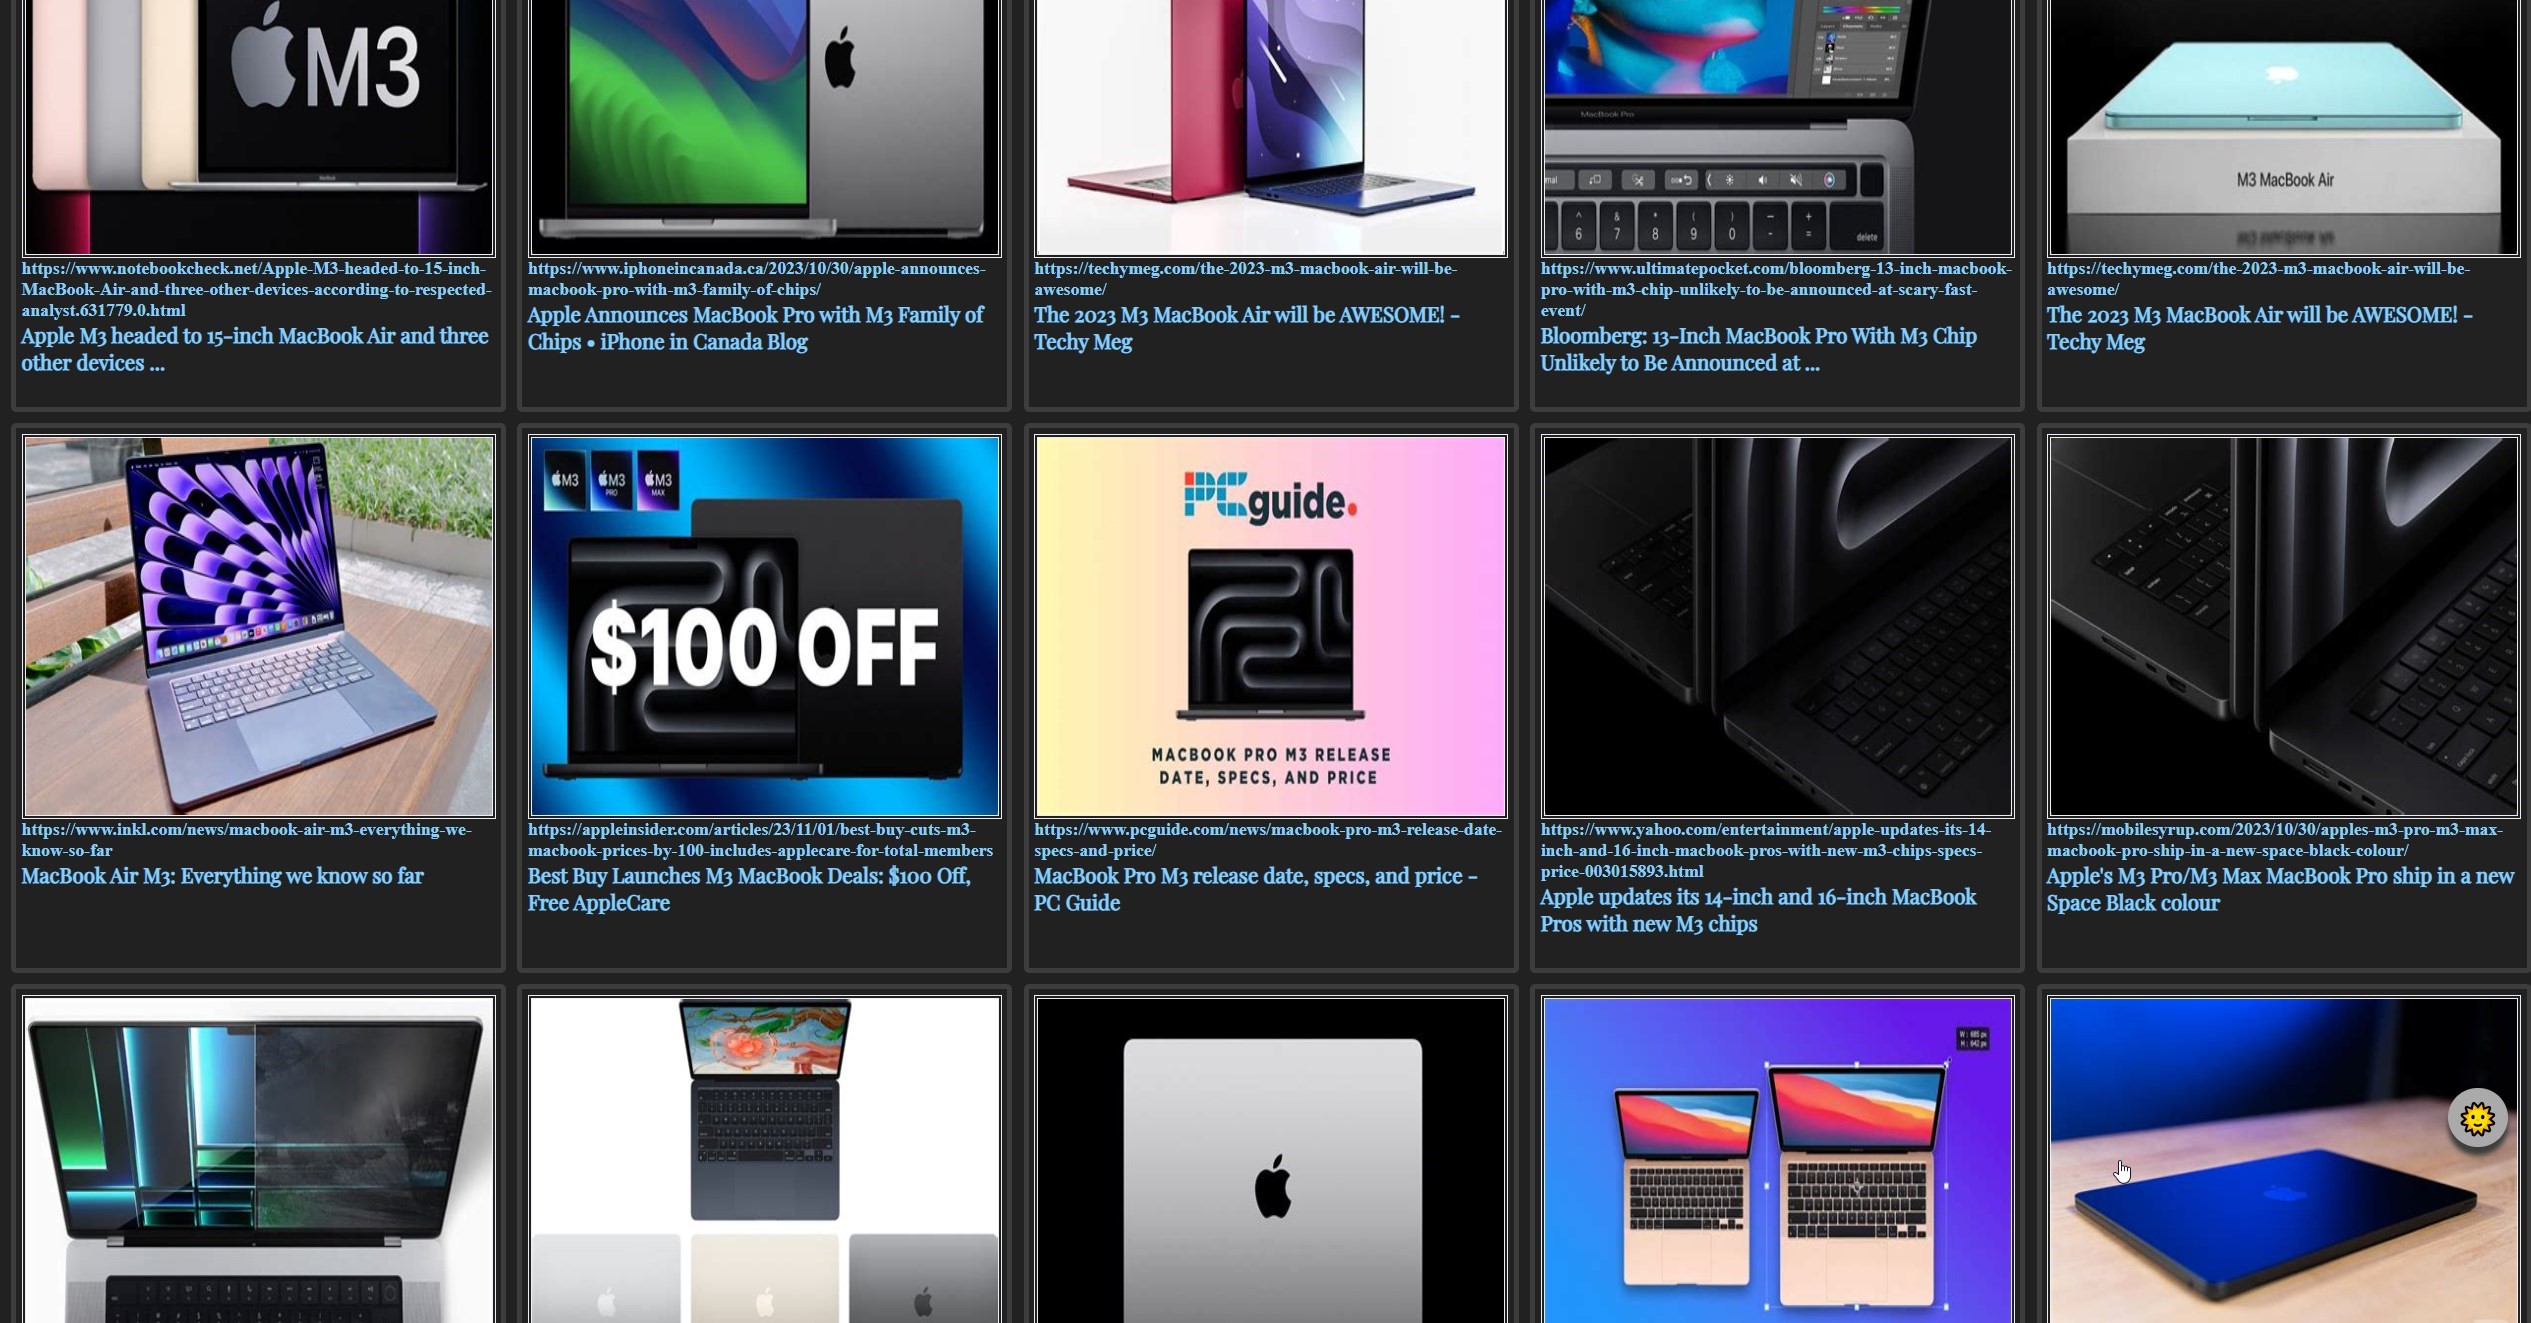 M3
MacBook Pro
delete
M3 MacBook Air
https://www.notebookcheck.net/Apple-M3-headed-to-15-inch-
MacBook-Air-and-three-other-devices-according-to-respected-
analyst.631779.0.html
Apple M3 headed to 15-inch MacBook Air and three
other devices ...
https://www.iphoneincanada.ca/2023/10/30/apple-announces-
macbook-pro-with-m3-family-of-chips/
Apple Announces MacBook Pro with M3 Family of
Chips • iPhone in Canada Blog
https://techymeg.com/the-2023-m3-macbook-air-will-be-
awesome/
The 2023 M3 MacBook Air will be AWESOME! -
Techy Meg
https://www.ultimatepocket.com/bloomberg-13-inch-macbook-
pro-with-m3-chip-unlikely-to-be-announced-at-scary-fast-
event/
Bloomberg: 13-Inch MacBook Pro With M3 Chip
Unlikely to Be Announced at ...
https://techymeg.com/the-2023-m3-macbook-air-will-be-
awesome/
The 2023 M3 MacBook Air will be AWESOME! -
Techy Meg
M3
M3
PRO
M3
MAX
$100 OFF
PCguide.
MACBOOK PRO M3 RELEASE
DATE, SPECS, AND PRICE
https://www.inkl.com/news/macbook-air-m3-everything-we-
know-so-far
MacBook Air M3: Everything we know so far
https://appleinsider.com/articles/23/11/01/best-buy-cuts-m3-
macbook-prices-by-100-includes-applecare-for-total-members
Best Buy Launches M3 MacBook Deals: $100 Off,
Free AppleCare
https://www.pcguide.com/news/macbook-pro-m3-release-date-
specs-and-price/
MacBook Pro M3 release date, specs, and price -
PC Guide
https://www.yahoo.com/entertainment/apple-updates-its-14-
inch-and-16-inch-macbook-pros-with-new-m3-chips-specs-
price-003015893.html
Apple updates its 14-inch and 16-inch MacBook
Pros with new M3 chips
https://mobilesyrup.com/2023/10/30/apples-m3-pro-m3-max-
macbook-pro-ship-in-a-new-space-black-colour/
Apple's M3 Pro/M3 Max MacBook Pro ship in a new
Space Black colour
W: 685 px
H: 642 px